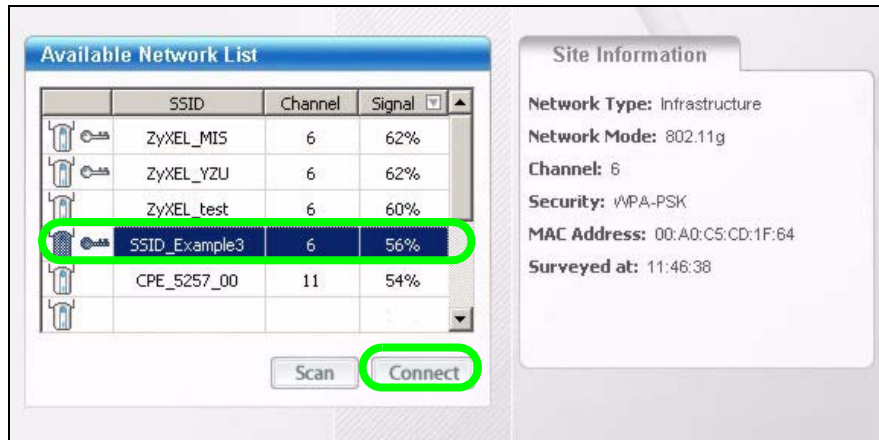 Available Network List
SSID Channel Signal
ZyXEL_MIS 6 62%
ZyXEL_YZU 6 62%
ZyXEL_test 6 60%
SSID_Example3 6 56%
CPE_5257_00 11 54%
Scan Connect
Site Information
Network Type: Infrastructure
Network Mode: 802.11g
Channel: 6
Security: WPA-PSK
MAC Address: 00:A0:C5:CD:1F:64
Surveyed at: 11:46:38